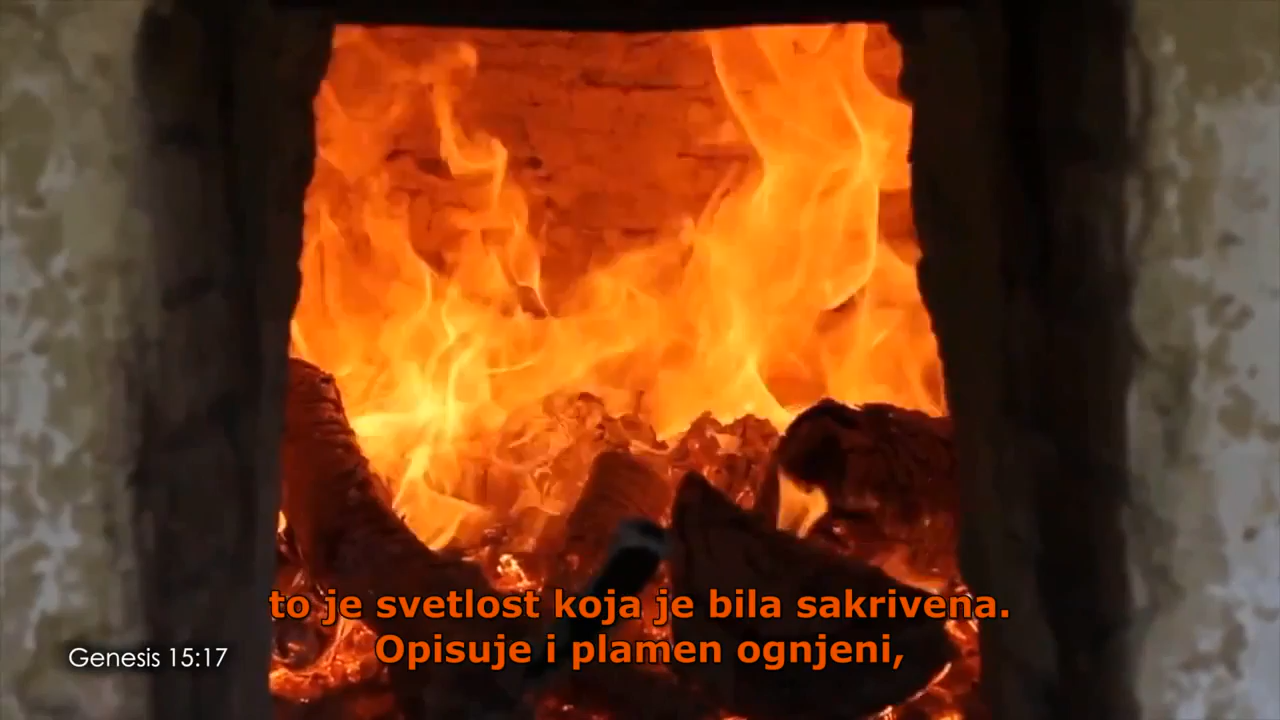 to je svetlost koja je bila sakrivena.
Opisuje i plamen ognjeni,
Genesis 15:17